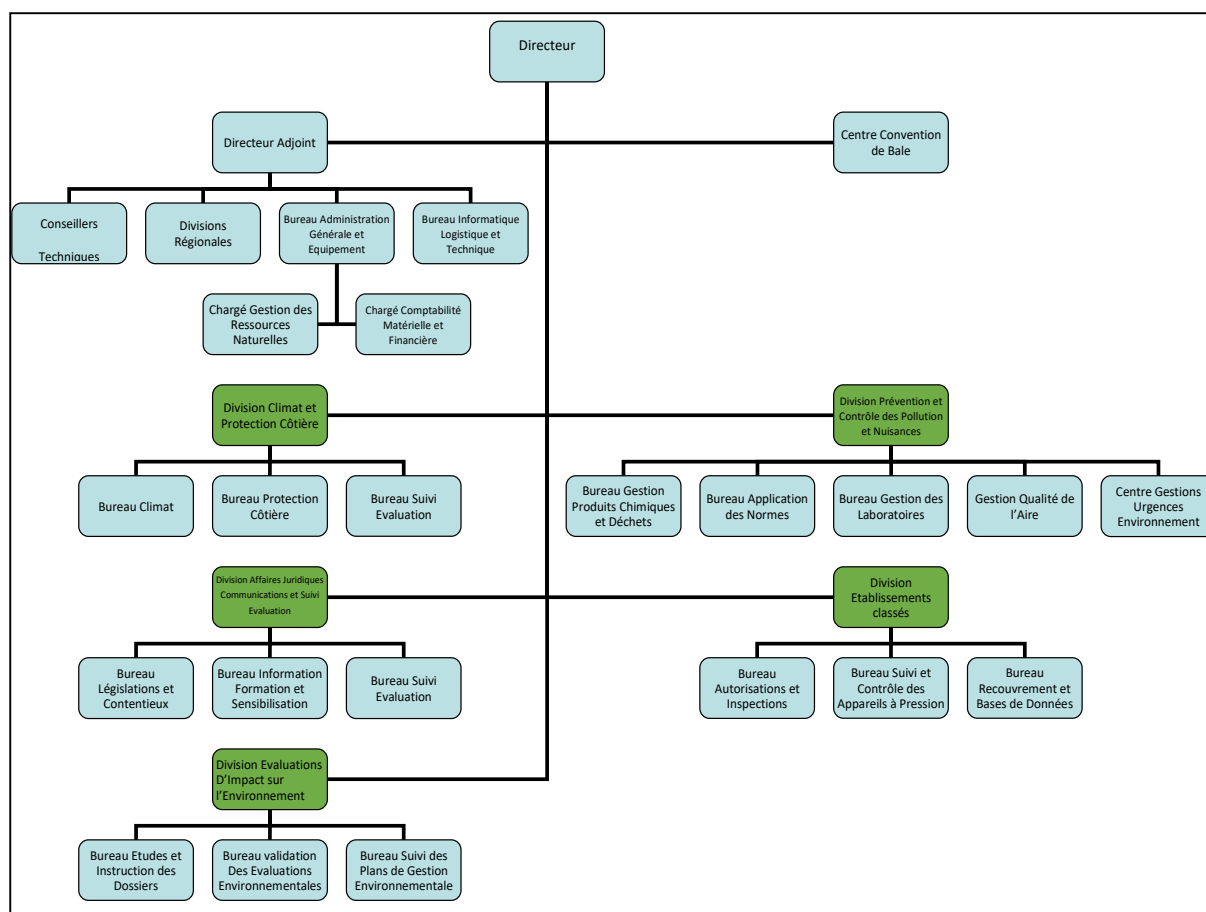 Directeur
Directeur Adjoint
Centre Convention
de Bale
Conseillers
Techniques
Divisions
Régionales
Bureau Administration
Générale et
Equipement
Bureau Informatique
Logistique et
Technique
Chargé Gestion des
Ressources
Naturelles
Chargé Comptabilité
Matérielle et
Financière
Division Climat et
Protection Côtière
Division Prévention et
Contrôle des Pollution
et Nuisances
Bureau Climat
Bureau Protection
Côtière
Bureau Suivi
Evaluation
Bureau Gestion
Produits Chimiques
et Déchets
Bureau Application
des Normes
Bureau Gestion des
Laboratoires
Gestion Qualité de
l’Aire
Centre Gestions
Urgences
Environnement
Division Affaires Juridiques
Communications et Suivi
Evaluation
Division
Etablissements
classés
Bureau
Législations et
Contentieux
Bureau Information
Formation et
Sensibilisation
Bureau Suivi
Evaluation
Bureau
Autorisations et
Inspections
Bureau Suivi et
Contrôle des
Appareils à Pression
Bureau
Recouvrement et
Bases de Données
Division Evaluations
D’Impact sur
l’Environnement
Bureau Etudes et
Instruction des
Dossiers
Bureau validation
Des Evaluations
Environnementales
Bureau Suivi des
Plans de Gestion
Environnementale